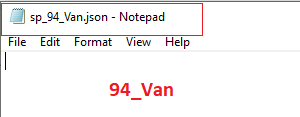 sp_94_Van.json - Notepad
File Edit Format View Help
94_Van